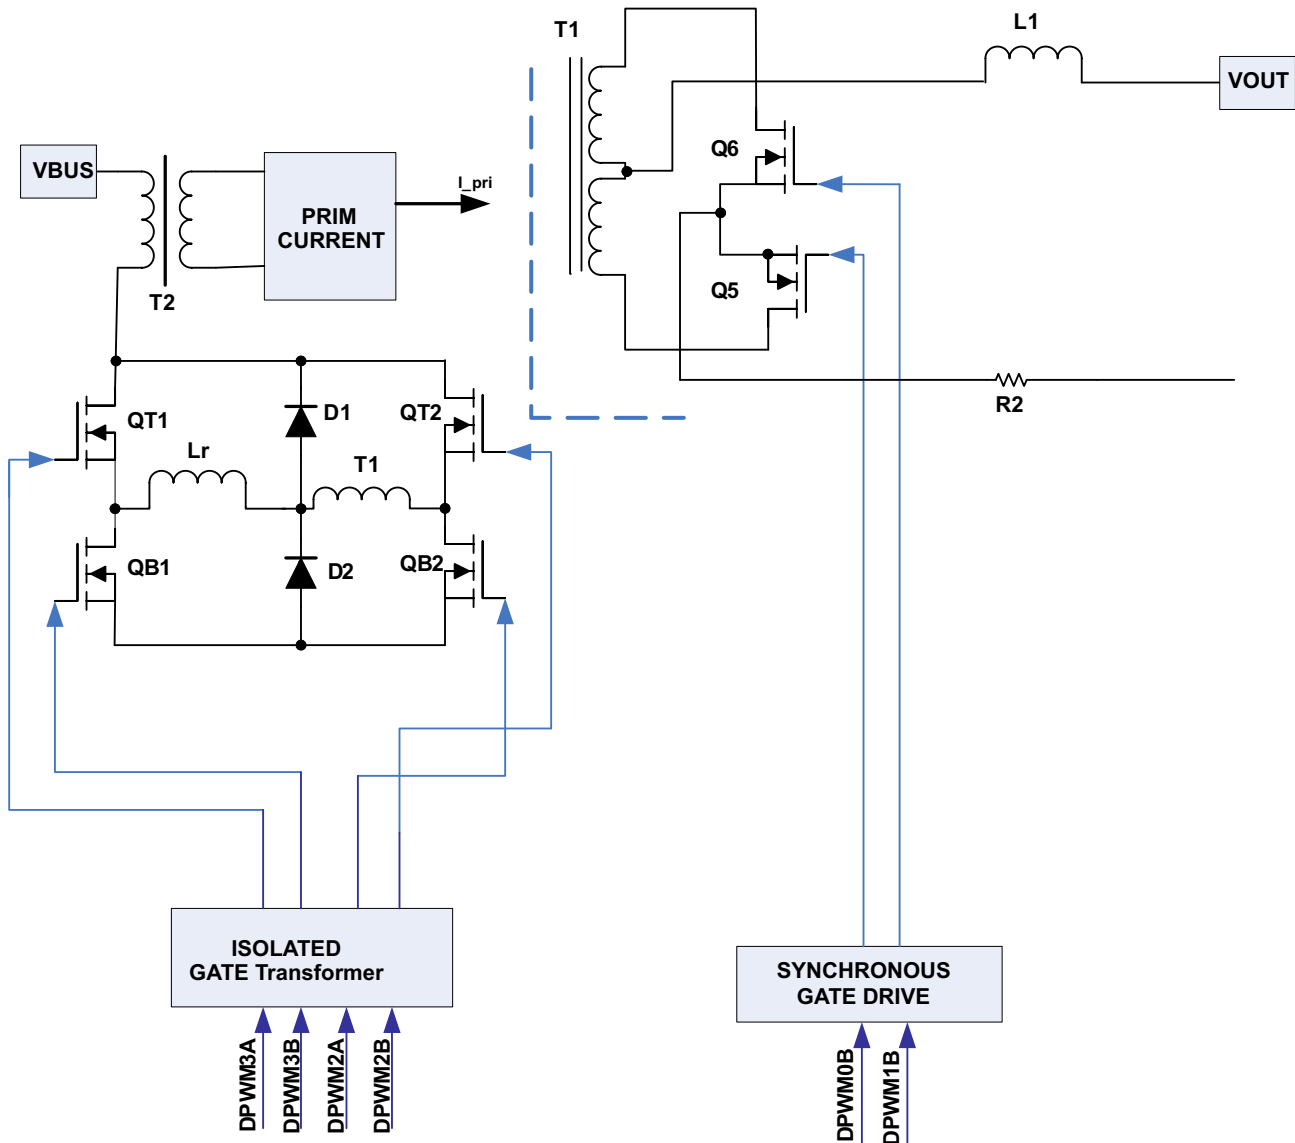 T1
L1
VOUT
VBUS
PRIM
CURRENT
I_pri
Q6
Q5
T2
R2
QT1
D1
QT2
Lr
T1
QB1
D2
QB2
ISOLATED
GATE Transformer
SYNCHRONOUS
GATE DRIVE
DPWM3A
DPWM3B
DPWM2A
DPWM2B
DPWM0B
DPWM1B